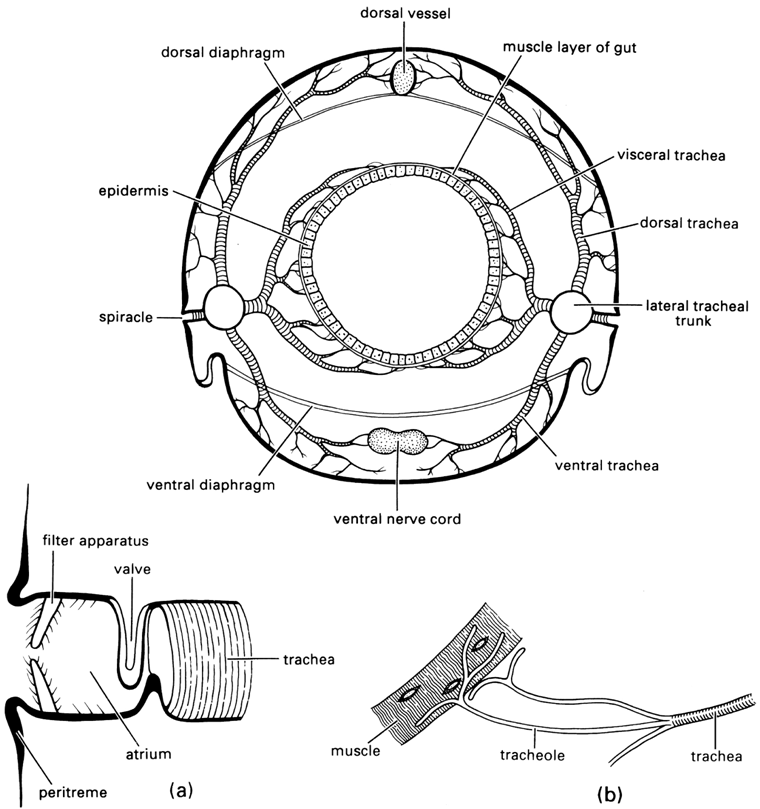 dorsal vessel
dorsal diaphragm
muscle layer of gut
visceral trachea
epidermis
dorsal trachea
spiracle
lateral tracheal
trunk
ventral trachea
ventral diaphragm
ventral nerve cord
filter apparatus
valve
trachea
atrium
peritreme
(a)
muscle
tracheole
trachea
(b)